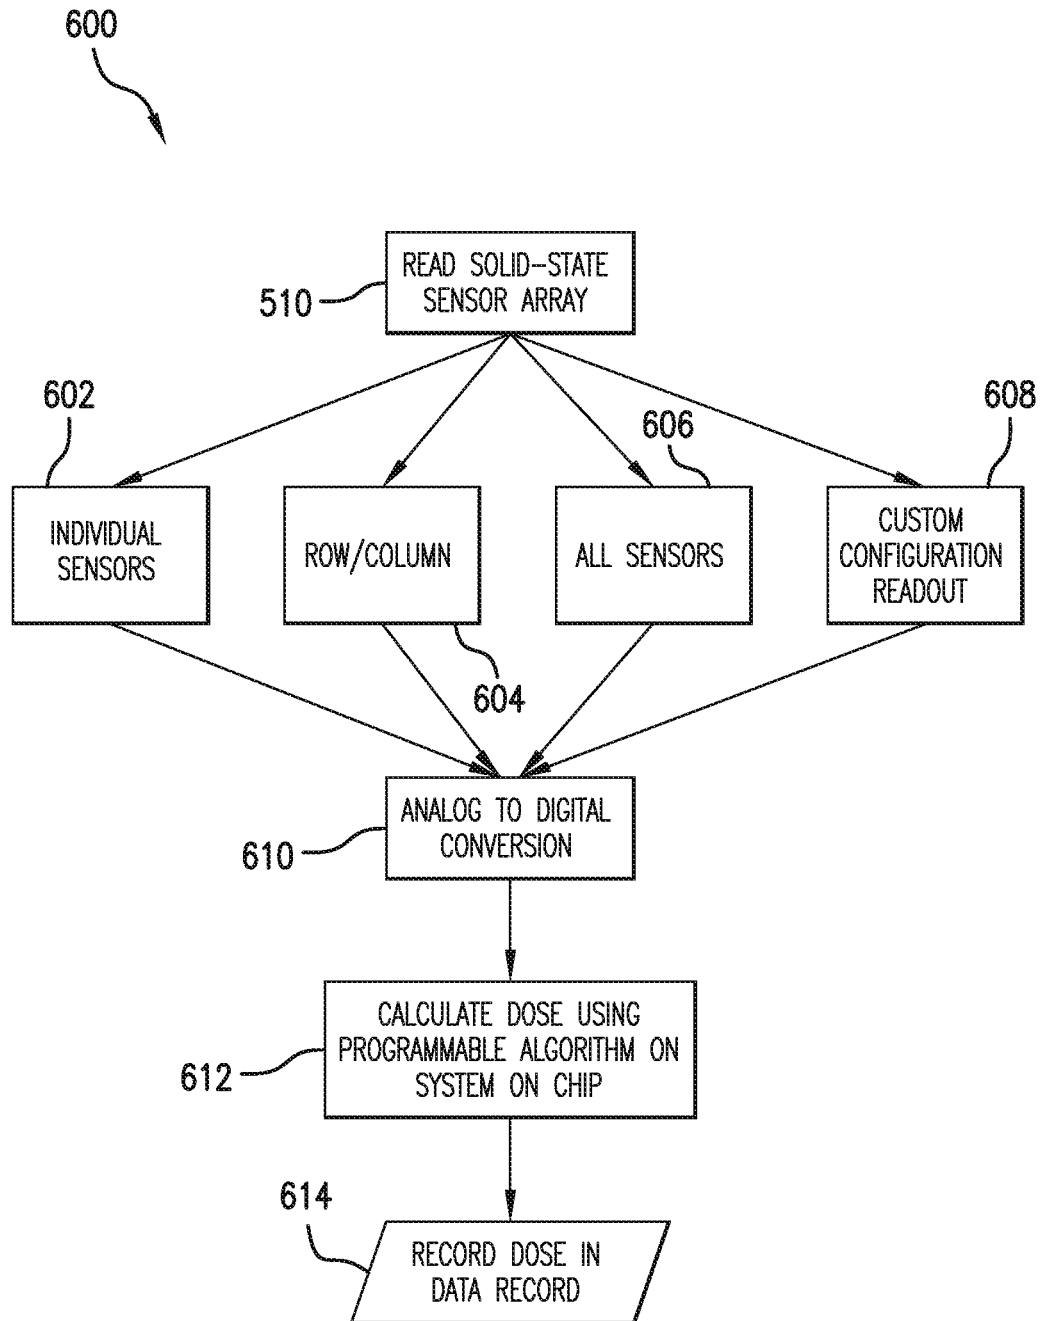 600
READ SOLID-STATE
SENSOR ARRAY
510
602
606
608
INDIVIDUAL
SENSORS
ROW/COLUMN
ALL SENSORS
CUSTOM
CONFIGURATION
READOUT
604
ANALOG TO DIGITAL
CONVERSION
610
CALCULATE DOSE USING
PROGRAMMABLE ALGORITHM ON
SYSTEM ON CHIP
612
614
RECORD DOSE IN
DATA RECORD